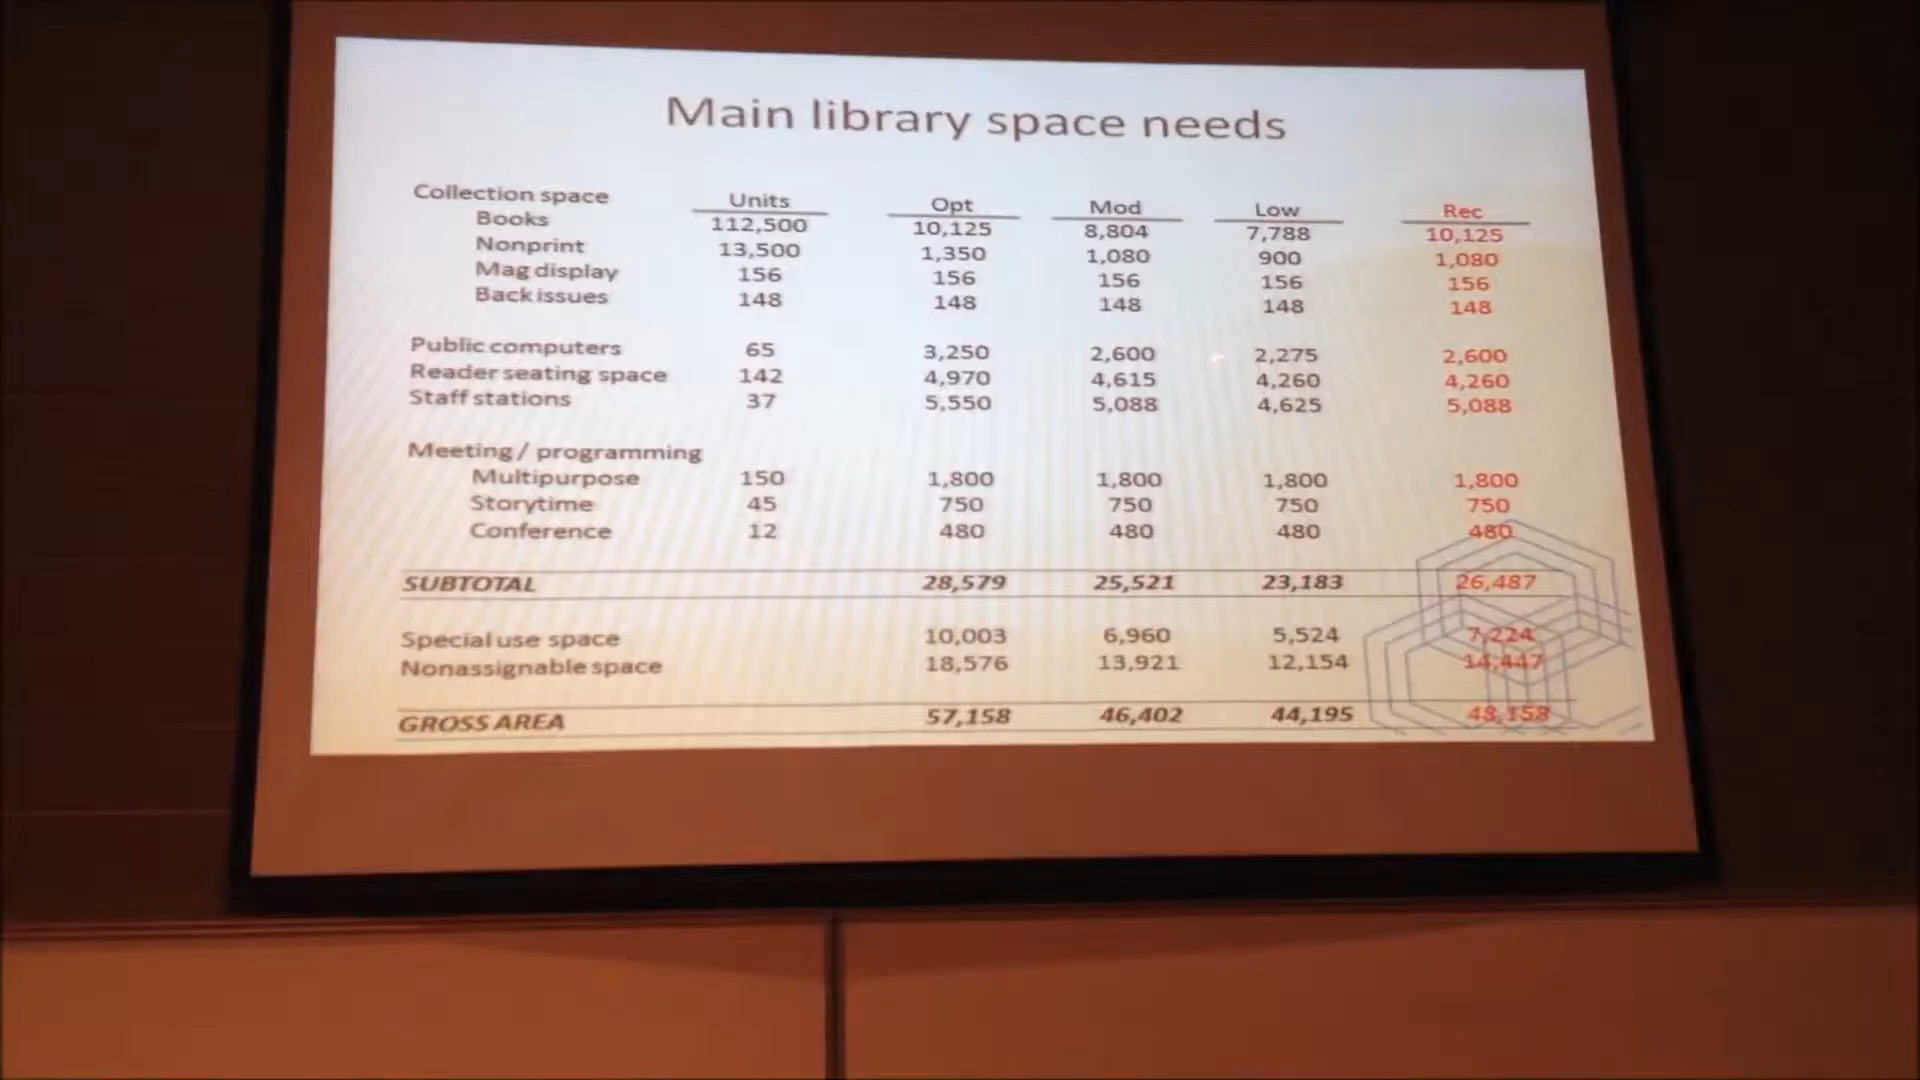 Main library space needs
Collection space Units Opt Mod Low Rec
Books 112,500 10,125 8,804 7,788 10,125
Nonprint 13,500 1,350 1,080 900 1,080
Mag display 156 156 156 156 156
Back issues 148 148 148 148 148
Public computers 65 3,250 2,600 2,275 2,600
Reader seating space 142 4,970 4,615 4,260 4,260
Staff stations 37 5,550 5,088 4,625 5,088
Meeting / programming
Multipurpose 150 1,800 1,800 1,800 1,800
Storytime 45 750 750 750 750
Conference 12 480 480 480 480
SUBTOTAL 28,579 25,521 23,183 26,487
Special use space 10,003 6,960 5,524 7,224
Nonassignable space 18,576 13,921 12,154 14,447
GROSS AREA 57,158 46,402 44,195 48,158